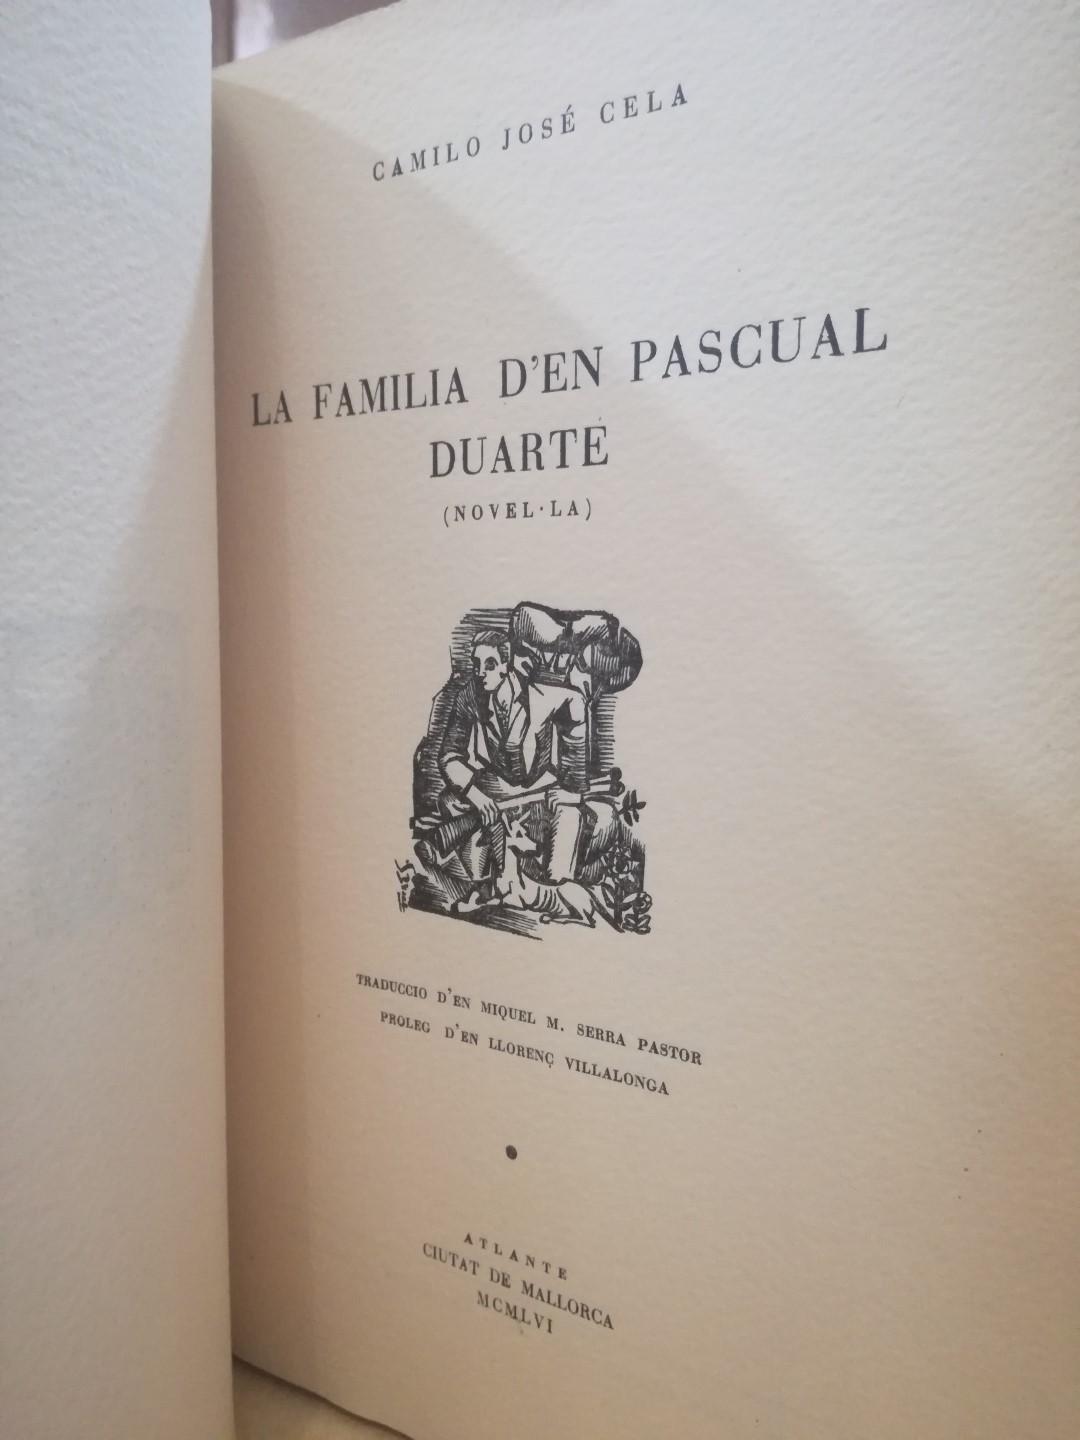 CAMILO JOSÉ CELA
LA FAMILIA D'EN PASCUAL
DUARTE
(NOVEL·LA)
TRADUCCIO D'EN MIQUEL M. SERRA PASTOR
PROLEG D'EN LLORENÇ VILLALONGA
ATLANTE
CIUTAT DE MALLORCA
MCMLVI